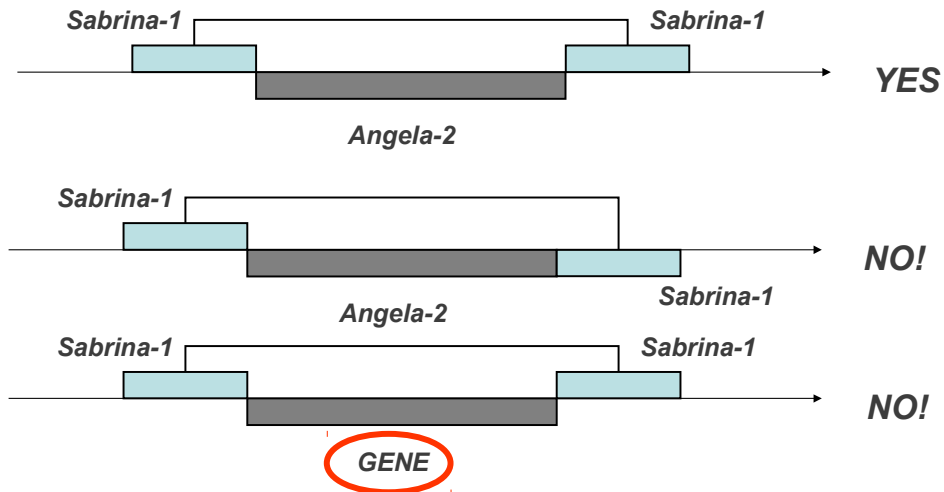 Sabrina-1 Sabrina-1
YES
Angela-2
Sabrina-1
NO!
Sabrina-1
Angela-2
Sabrina-1 Sabrina-1
NO!
GENE